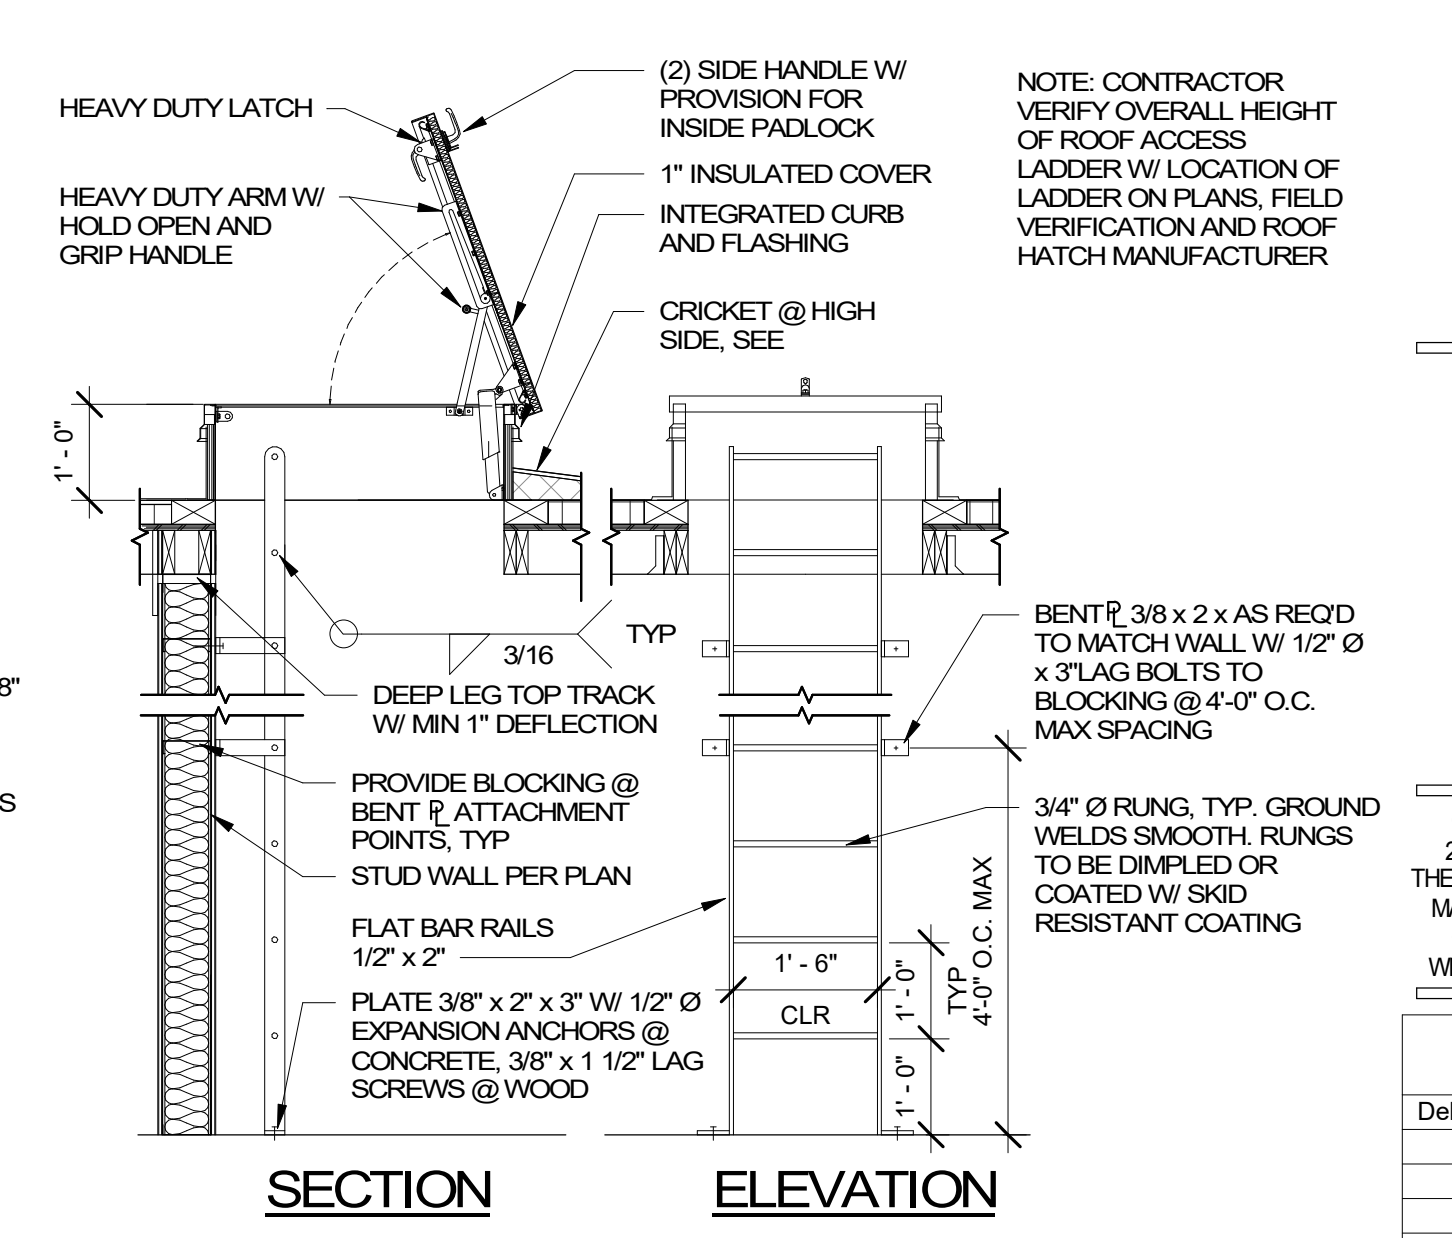 HEAVY DUTY LATCH
HEAVY DUTY ARM W/
HOLD OPEN AND
GRIP HANDLE
(2) SIDE HANDLE W/
PROVISION FOR
INSIDE PADLOCK
1" INSULATED COVER
INTEGRATED CURB
AND FLASHING
CRICKET @ HIGH
SIDE, SEE
NOTE: CONTRACTOR
VERIFY OVERALL HEIGHT
OF ROOF ACCESS
LADDER W/ LOCATION OF
LADDER ON PLANS, FIELD
VERIFICATION AND ROOF
HATCH MANUFACTURER
1' - 0"
TYP
3/16
DEEP LEG TOP TRACK
W/ MIN 1" DEFLECTION
PROVIDE BLOCKING @
BENT PL ATTACHMENT
POINTS, TYP
STUD WALL PER PLAN
FLAT BAR RAILS
1/2" x 2"
PLATE 3/8" x 2" x 3" W/ 1/2" Ø
EXPANSION ANCHORS @
CONCRETE, 3/8" x 1 1/2" LAG
SCREWS @ WOOD
BENT PL 3/8 x 2 x AS REQ'D
TO MATCH WALL W/ 1/2" Ø
x 3"LAG BOLTS TO
BLOCKING @ 4'-0" O.C.
MAX SPACING
3/4" Ø RUNG, TYP. GROUND
WELDS SMOOTH. RUNGS
TO BE DIMPLED OR
COATED W/ SKID
RESISTANT COATING
1' - 6"
CLR
1' - 0"
1' - 0"
TYP
4'-0" O.C. MAX
SECTION
ELEVATION
8"
S
2
THE
W
Del